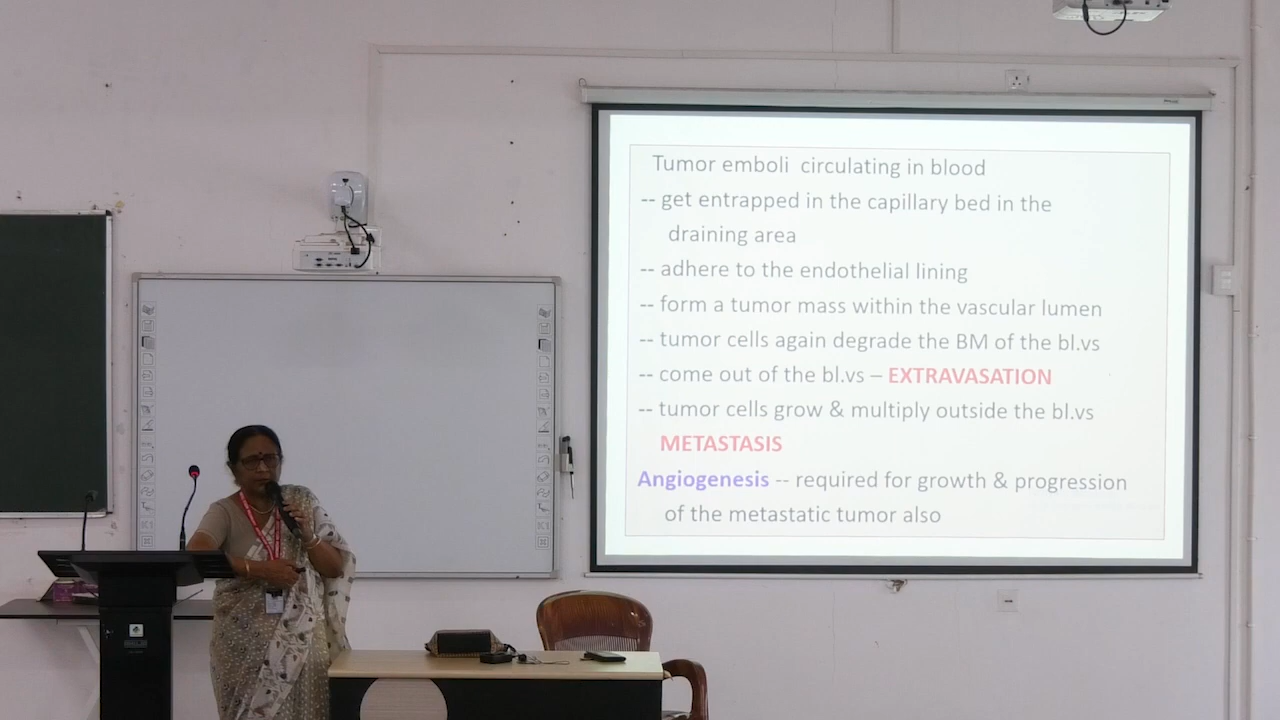 Tumor emboli circulating in blood
-- get entrapped in the capillary bed in the
draining area
-- adhere to the endothelial lining
-- form a tumor mass within the vascular lumen
-- tumor cells again degrade the BM of the bl.vs
-- come out of the bl.vs – EXTRAVASATION
-- tumor cells grow & multiply outside the bl.vs
METASTASIS
Angiogenesis -- required for growth & progression
of the metastatic tumor also